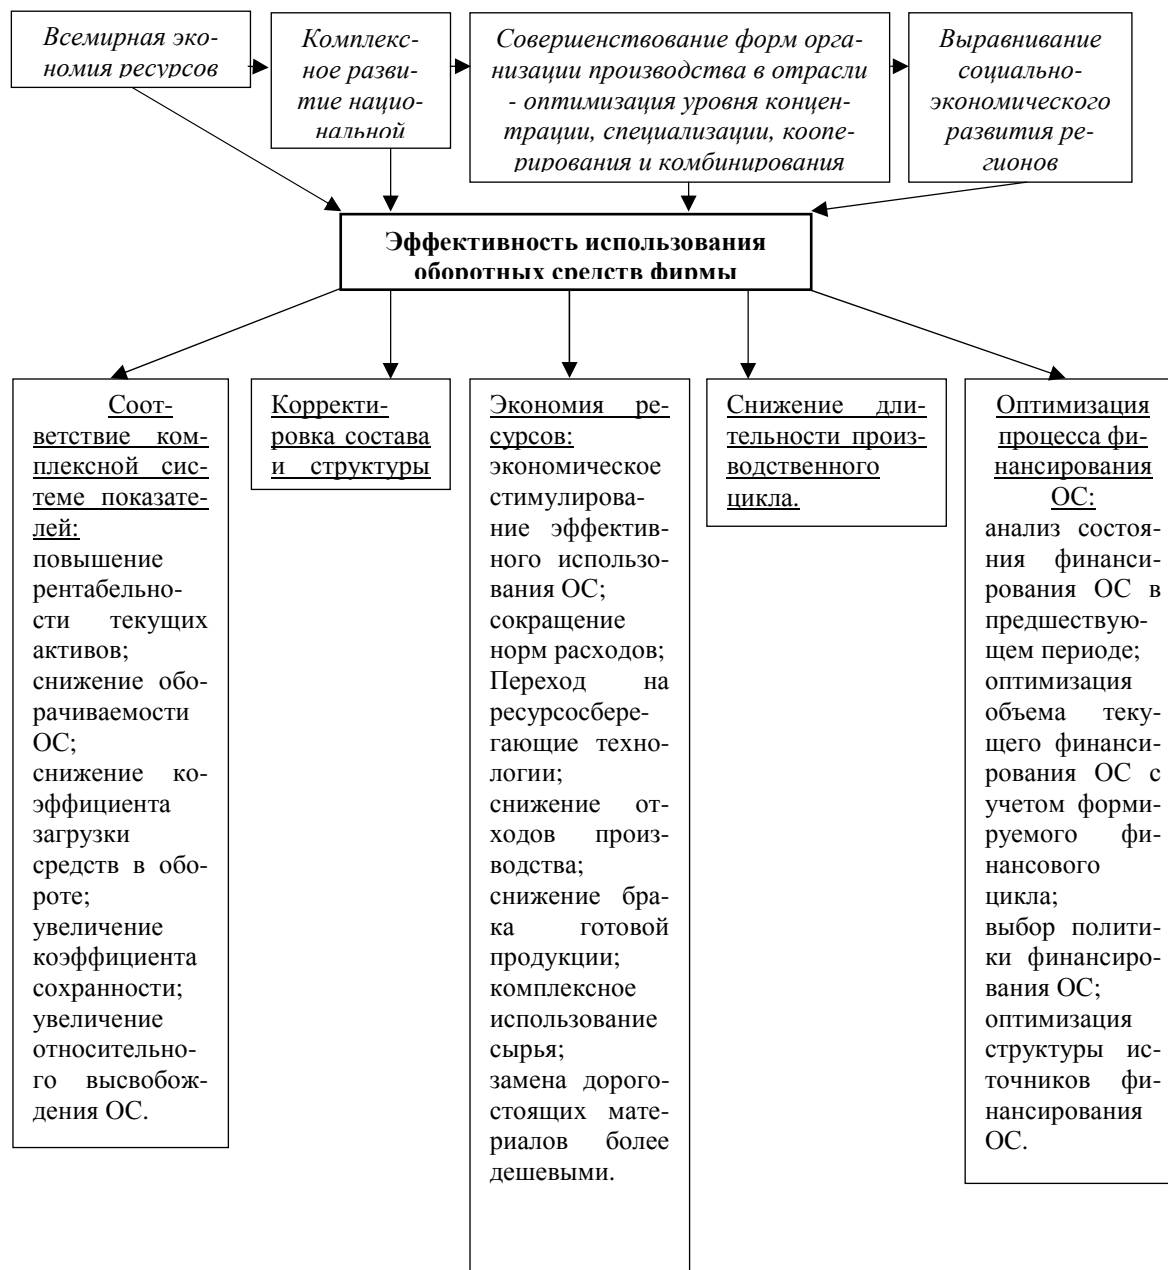 Всемирная эко-
номия ресурсов
Комплекс-
ное разви-
тие нацио-
нальной
Совершенствование форм орга-
низации производства в отрасли
- оптимизация уровня концен-
трации, специализации, коопе-
рирования и комбинирования
Выравнивание
социально-
экономического
развития ре-
гионов
Эффективность использования
оборотных средств фирмы
Соот-
ветствие ком-
плексной сис-
теме показате-
лей:
повышение
рентабельно-
сти текущих
активов;
снижение обо-
рачиваемости
ОС;
снижение ко-
эффициента
загрузки
средств в обо-
роте;
увеличение
коэффициента
сохранности;
увеличение
относительно-
го высвобож-
дения ОС.
Корректи-
ровка состава
и структуры
Экономия ре-
сурсов:
экономическое
стимулирова-
ние эффектив-
ного использо-
вания ОС;
сокращение
норм расходов;
Переход на
ресурсосбере-
гающие техно-
логии;
снижение от-
ходов произ-
водства;
снижение бра-
ка готовой
продукции;
комплексное
использование
сырья;
замена дорого-
стоящих мате-
риалов более
дешевыми.
Снижение дли-
тельности произ-
водственного
цикла.
Оптимизация
процесса фи-
нансирования
ОС:
анализ состоя-
ния финанси-
рования ОС в
предшествую-
щем периоде;
оптимизация
объема теку-
щего финанси-
рования ОС с
учетом форми-
руемого фи-
нансового
цикла;
выбор полити-
ки финансиро-
вания ОС;
оптимизация
структуры ис-
точников фи-
нансирования
ОС.